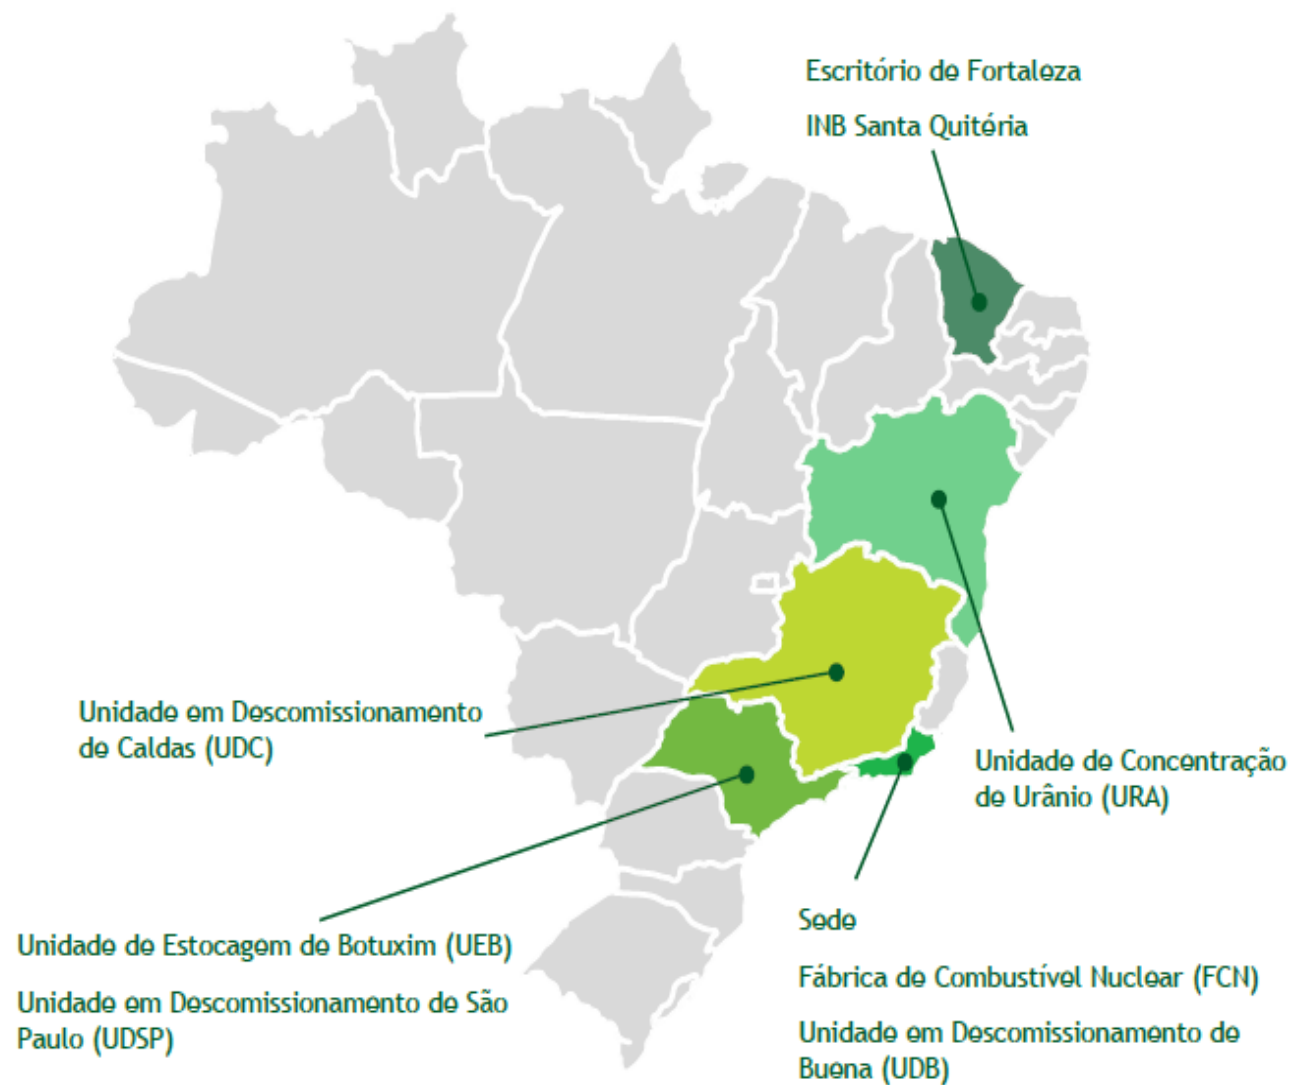 Escritório de Fortaleza
INB Santa Quitéria
Unidade em Descomissionamento
de Caldas (UDC)
Unidade de Concentração
de Urânio (URA)
Unidade de Estocagem de Botuxim (UEB)
Unidade em Descomissionamento de São
Paulo (UDSP)
Sede
Fábrica de Combustível Nuclear (FCN)
Unidade em Descomissionamento de
Buena (UDB)